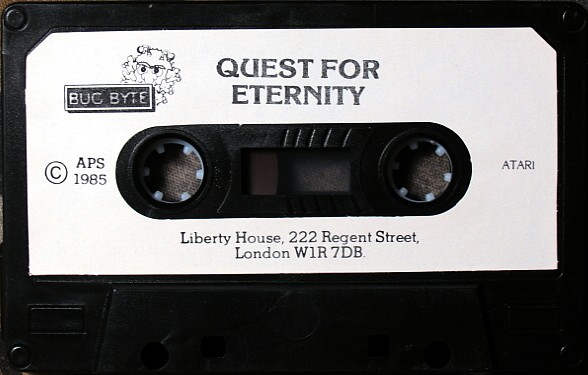 BUG BYTE
QUEST FOR
ETERNITY
© APS
1985
ATARI
Liberty House, 222 Regent Street,
London W1R 7DB.